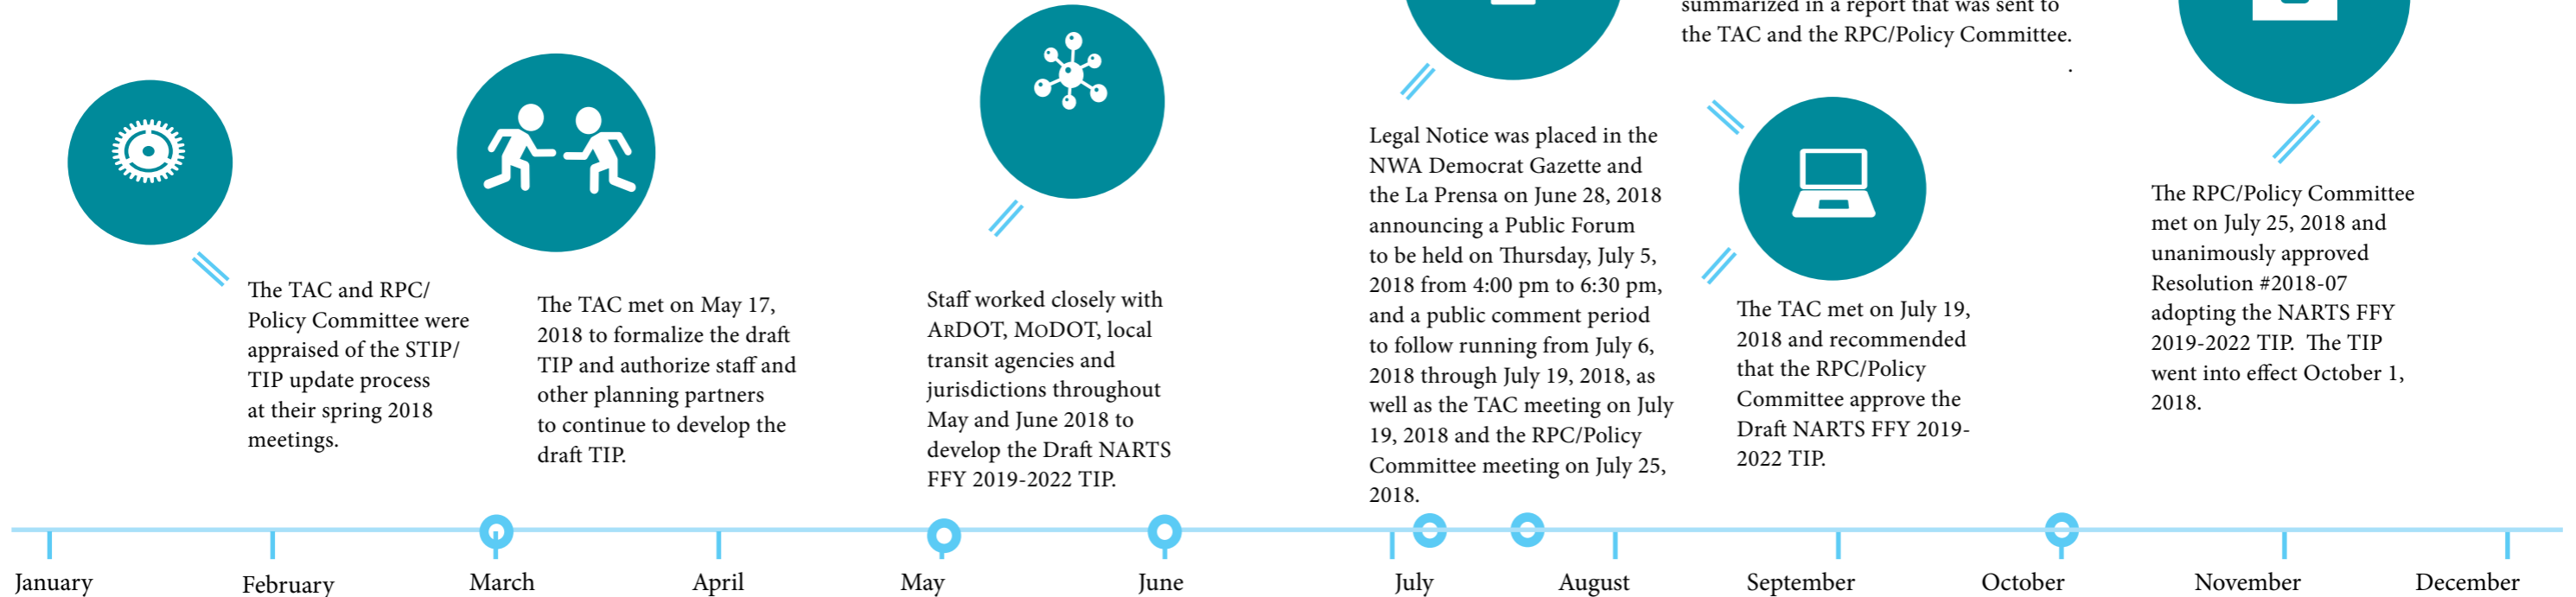 summarized in a report that was sent to
the TAC and the RPC/Policy Committee.
.
The TAC and RPC/
Policy Committee were
appraised of the STIP/
TIP update process
at their spring 2018
meetings.
The TAC met on May 17,
2018 to formalize the draft
TIP and authorize staff and
other planning partners
to continue to develop the
draft TIP.
Staff worked closely with
ARDOT, MODOT, local
transit agencies and
jurisdictions throughout
May and June 2018 to
develop the Draft NARTS
FFY 2019-2022 TIP.
Legal Notice was placed in the
NWA Democrat Gazette and
the La Prensa on June 28, 2018
announcing a Public Forum
to be held on Thursday, July 5,
2018 from 4:00 pm to 6:30 pm,
and a public comment period
to follow running from July 6,
2018 through July 19, 2018, as
well as the TAC meeting on July
19, 2018 and the RPC/Policy
Committee meeting on July 25,
2018.
The TAC met on July 19,
2018 and recommended
that the RPC/Policy
Committee approve the
Draft NARTS FFY 2019-
2022 TIP.
The RPC/Policy Committee
met on July 25, 2018 and
unanimously approved
Resolution #2018-07
adopting the NARTS FFY
2019-2022 TIP.  The TIP
went into effect October 1,
2018.
January February March April May June July August September October November December